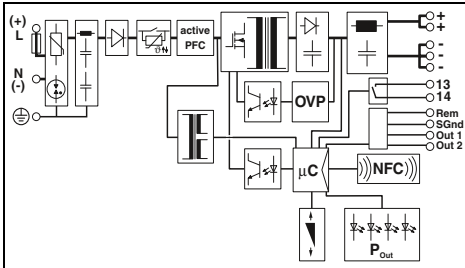 (+)
L
N
(-)
ϑ
active
PFC
OVP
+
+
-
-
-
13
14
Rem
SGnd
Out 1
Out 2
µC
NFC
P Out